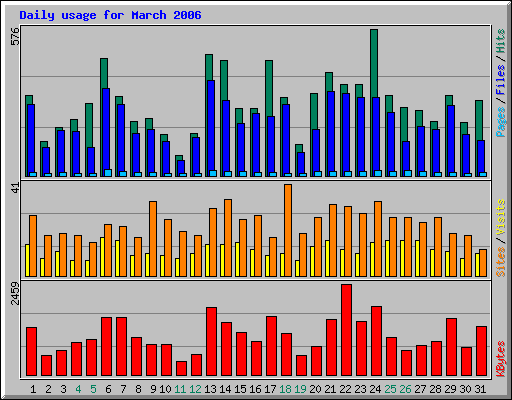 Daily usage for March 2006
576
Pages / Files / Hits
41
Sites / Visits
2459
KBytes
1 2 3 4 5 6 7 8 9 10 11 12 13 14 15 16 17 18 19 20 21 22 23 24 25 26 27 28 29 30 31